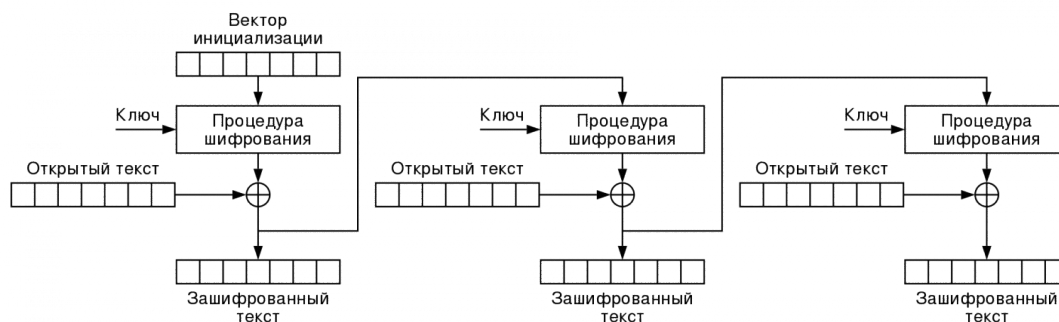 Вектор
инициализации
Ключ
Процедура
шифрования
Открытый текст
Зашифрованный
текст
Ключ
Процедура
шифрования
Открытый текст
Зашифрованный
текст
Ключ
Процедура
шифрования
Открытый текст
Зашифрованный
текст